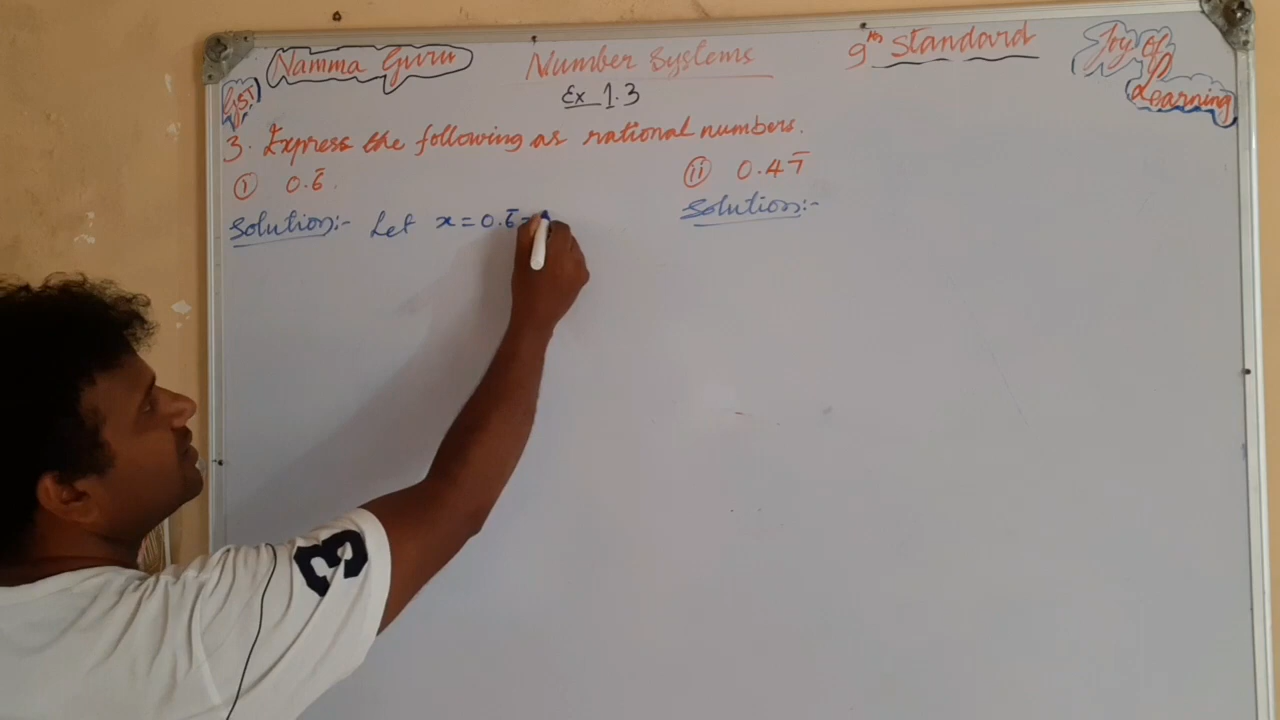 Namma Guru
Number Systems
9th Standard
Joy Of
Learning
Ex 1.3
3. Express the following as rational numbers.
(i) 0.6̄.
(ii) 0.47̄
Solution:- Let x = 0.6̄ =
Solution:-
3